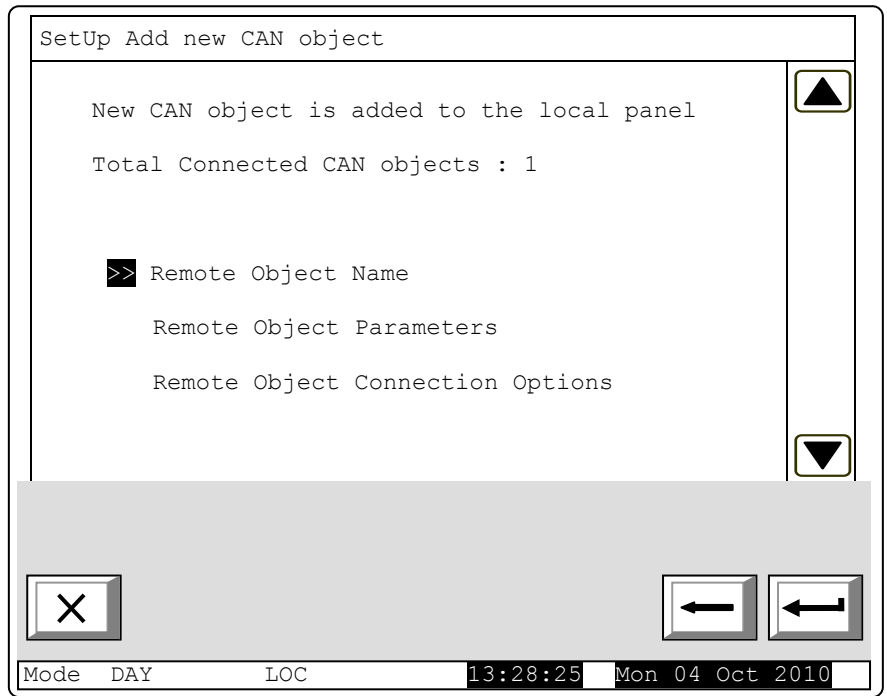 SetUp Add new CAN object
New CAN object is added to the local panel
Total Connected CAN objects : 1
>> Remote Object Name
Remote Object Parameters
Remote Object Connection Options
Mode DAY LOC 13:28:25 Mon 04 Oct 2010